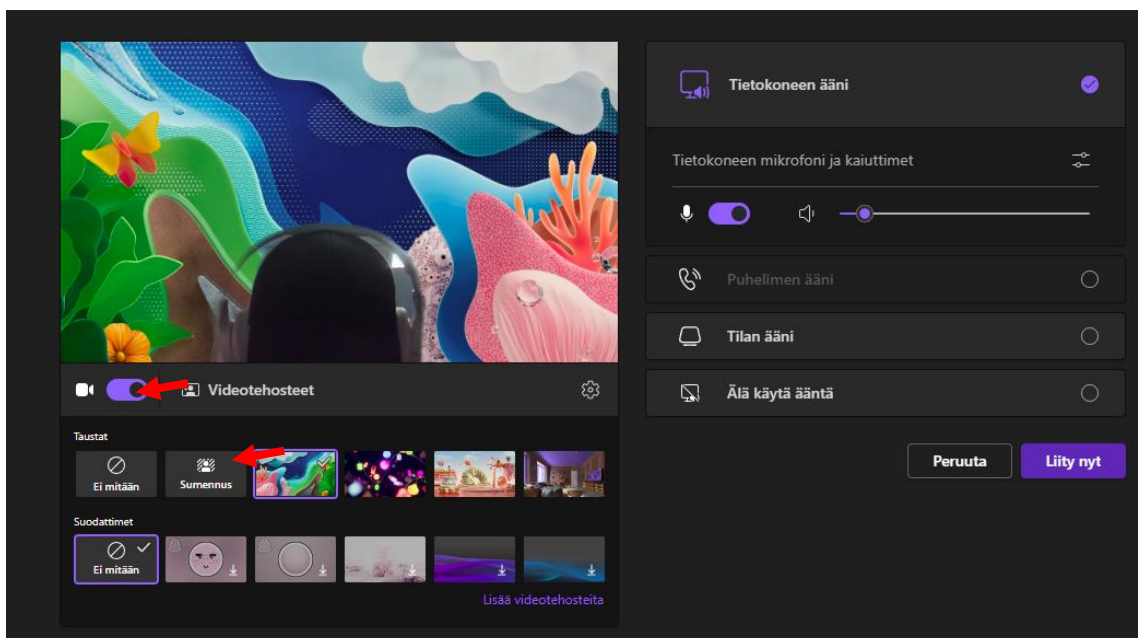 Tietokoneen ääni
Tietokoneen mikrofoni ja kaiuttimet
Puhelimen ääni
Tilan ääni
Älä käytä ääntä
Peruuta
Liity nyt
Videotehosteet
Taustat
Ei mitään
Sumennus
Suodattimet
Ei mitään
Lisää videotehosteita